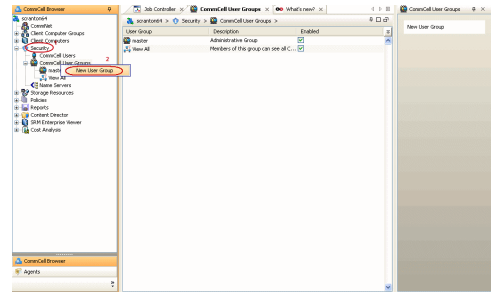 CommCell Browser
Job Controller
CommCell User Groups
What's new?
CommCell User Groups
scranton64
CommNet
Client Computer Groups
Client Computers
Security
CommCell Users
CommCell User Groups
2
mast
New User Group
View All
Name Servers
Storage Resources
Policies
Reports
Content Director
SRM Enterprise Viewer
Cost Analysis
CommCell Browser
Agents
scranton64 > Security > CommCell User Groups >
User Group Description Enabled
master Administrative Group
View All Members of this group can see all C...
New User Group